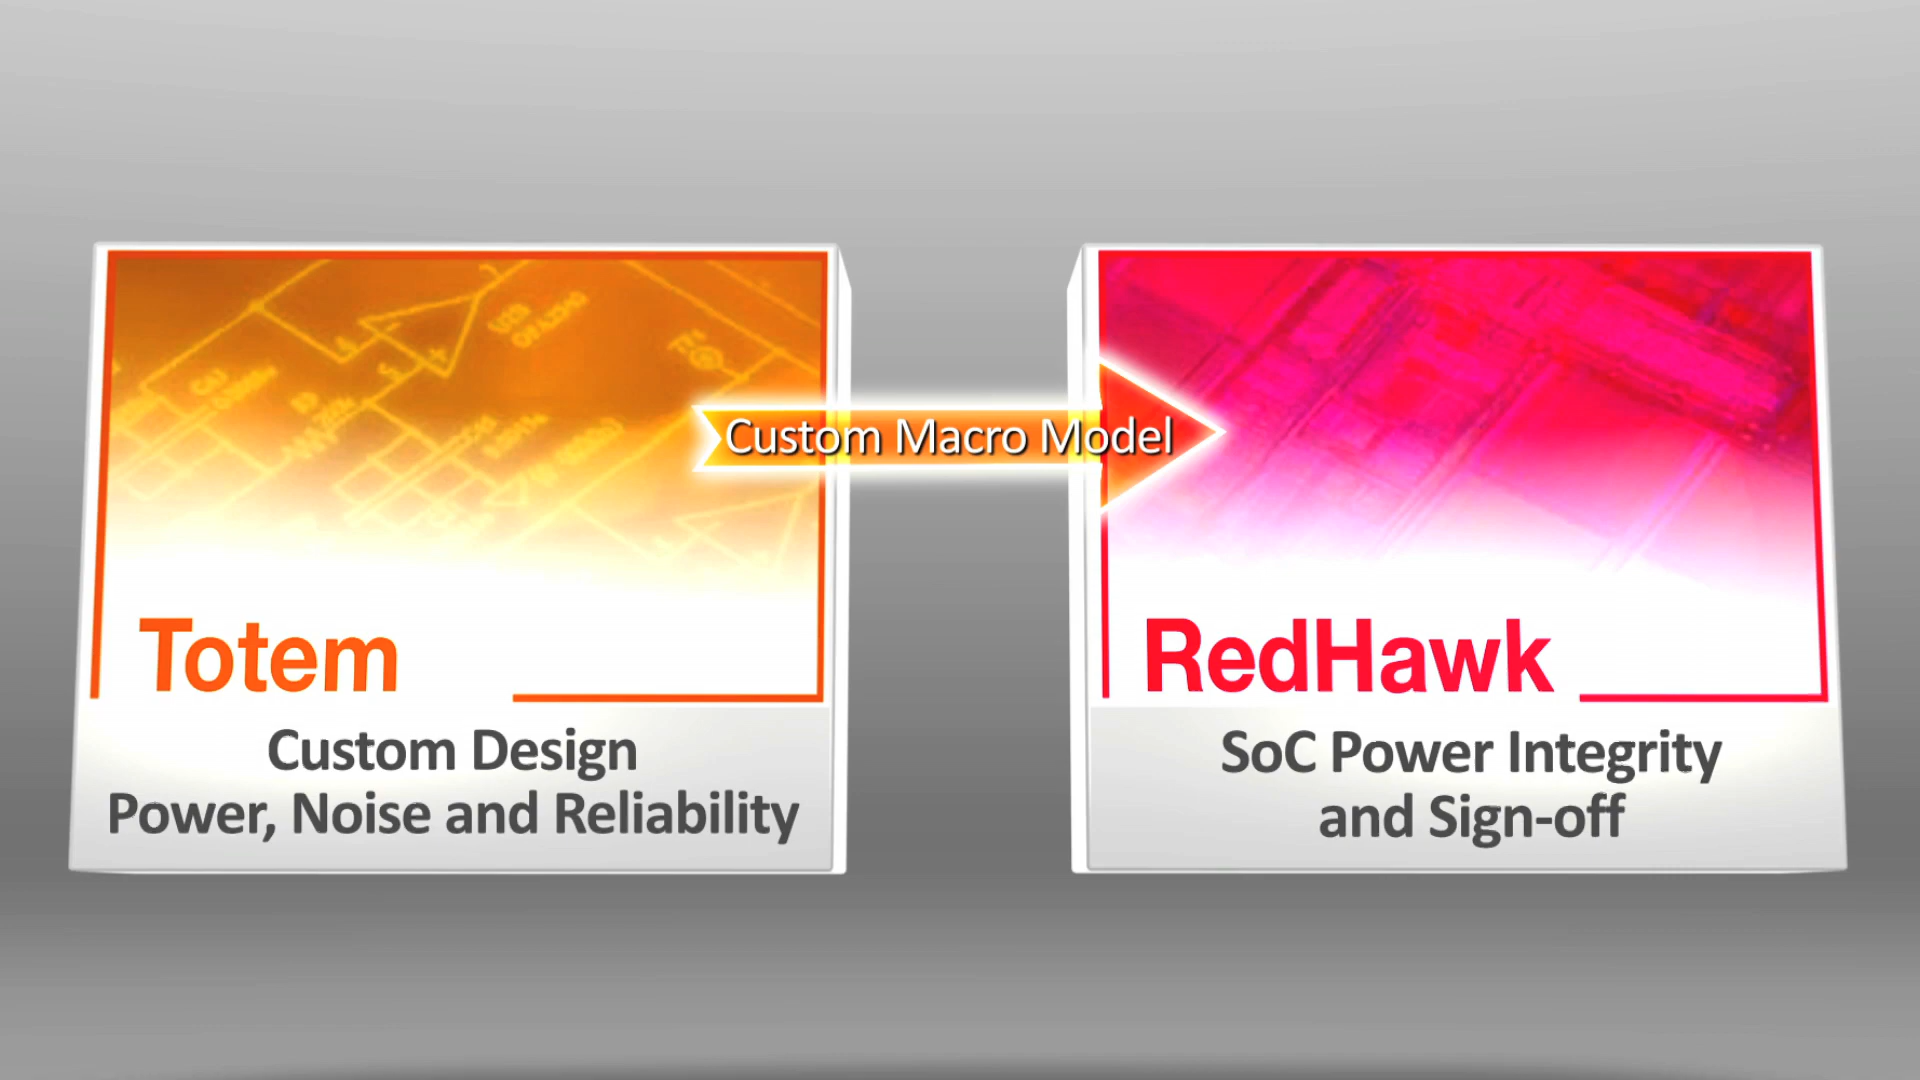 Custom Macro Model
Totem
Custom Design
Power, Noise and Reliability
RedHawk
SoC Power Integrity
and Sign-off